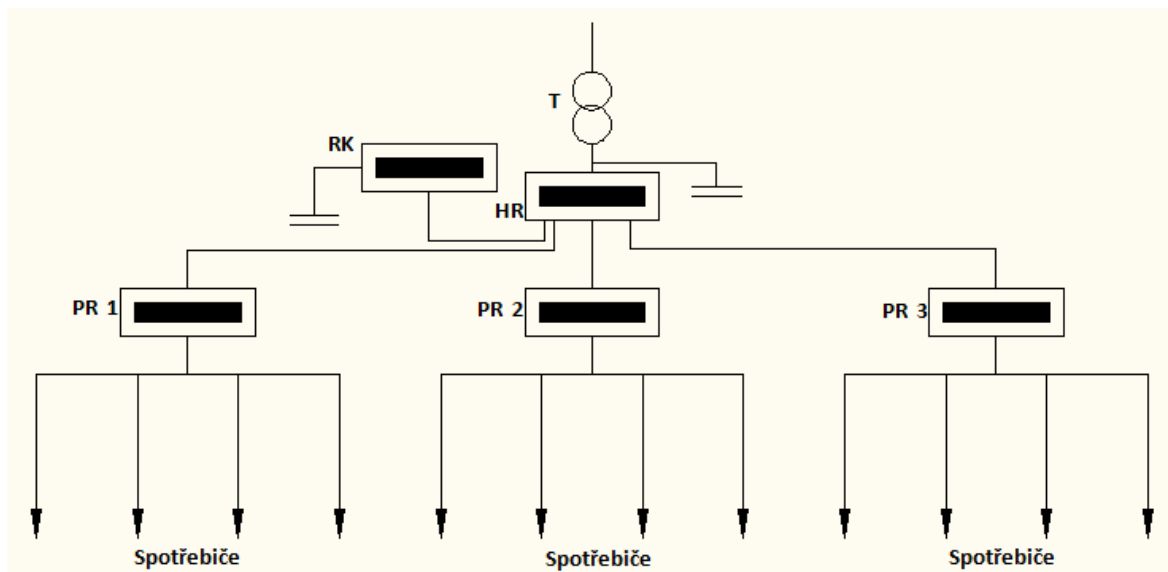 T
RK
HR
PR 1
PR 2
PR 3
Spotřebiče
Spotřebiče
Spotřebiče